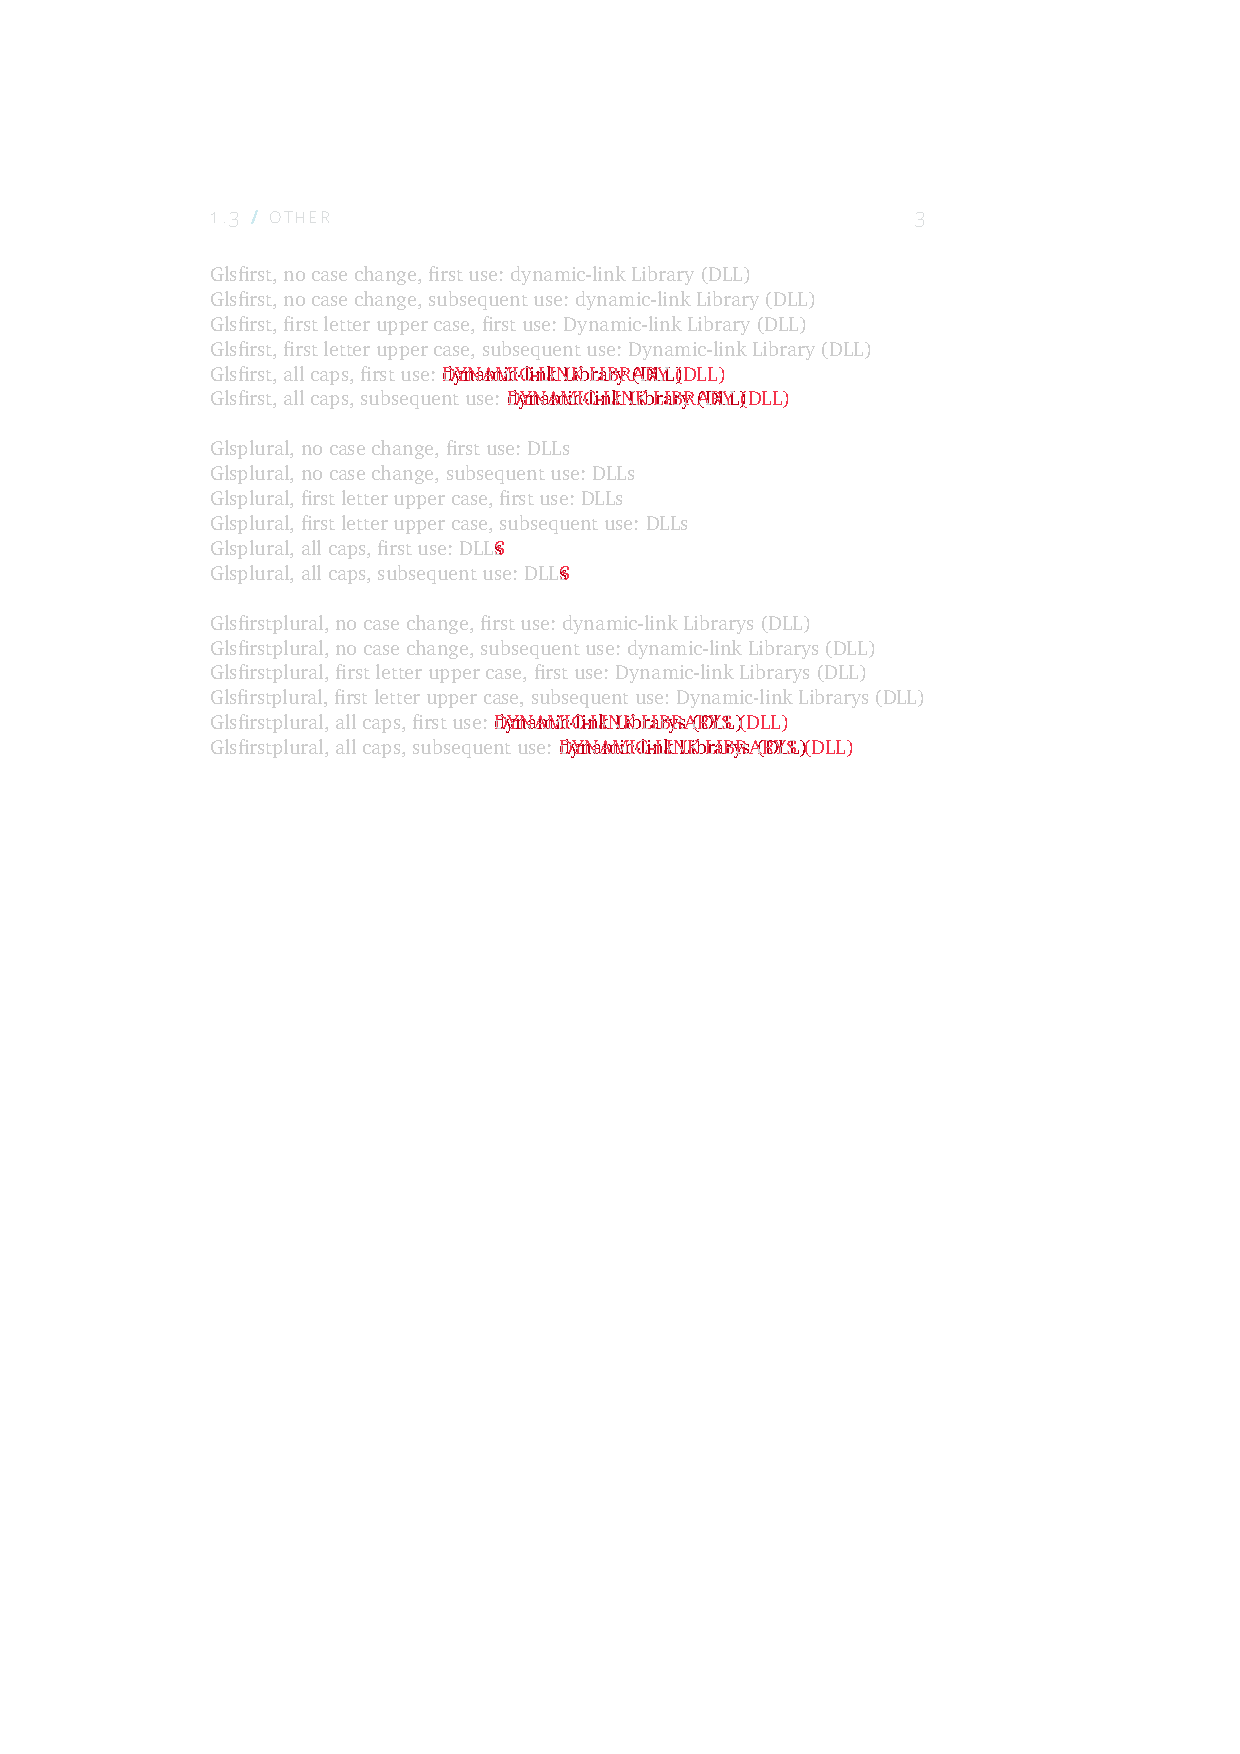 1.3 / OTHER 3
Glsfirst, no case change, first use: dynamic-link Library (DLL)
Glsfirst, no case change, subsequent use: dynamic-link Library (DLL)
Glsfirst, first letter upper case, first use: Dynamic-link Library (DLL)
Glsfirst, first letter upper case, subsequent use: Dynamic-link Library (DLL)
Glsfirst, all caps, first use:
Glsfirst, all caps, subsequent use:
Glsplural, no case change, first use: DLLs
Glsplural, no case change, subsequent use: DLLs
Glsplural, first letter upper case, first use: DLLs
Glsplural, first letter upper case, subsequent use: DLLs
Glsplural, all caps, first use:
Glsplural, all caps, subsequent use:
Glsfirstplural, no case change, first use: dynamic-link Librarys (DLL)
Glsfirstplural, no case change, subsequent use: dynamic-link Librarys (DLL)
Glsfirstplural, first letter upper case, first use: Dynamic-link Librarys (DLL)
Glsfirstplural, first letter upper case, subsequent use: Dynamic-link Librarys (DLL)
Glsfirstplural, all caps, first use:
Glsfirstplural, all caps, subsequent use: